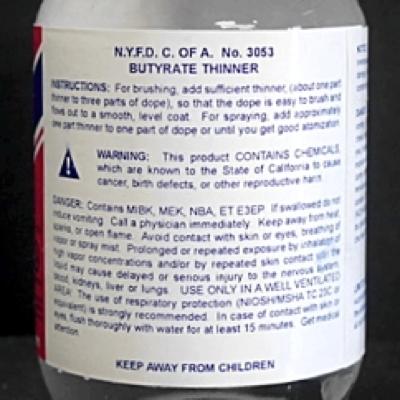 N.Y.F.D. C. OF A. No. 3053
BUTYRATE THINNER
INSTRUCTIONS: For brushing, add sufficient thinner, (about one part
thinner to three parts of dope), so that the dope is easy to brush and
flows out to a smooth, level coat. For spraying, add approximately
one part thinner to one part of dope or until you get good atomization.
WARNING: This product CONTAINS CHEMICALS,
which are known to the State of California to cause
cancer, birth defects, or other reproductive harm.
DANGER: Contains MIBK, MEK, NBA, ET E3EP. If swallowed do not
induce vomiting. Call a physician immediately. Keep away from heat,
sparks, or open flame. Avoid contact with skin or eyes, breathing of
vapor or spray mist. Prolonged or repeated exposure by inhalation of
high vapor concentrations and/or by repeated skin contact with the
liquid may cause delayed or serious injury to the nervous system,
blood, kidneys, liver or lungs. USE ONLY IN A WELL VENTILATED
AREA. The use of respiratory protection (NIOSH/MSHA TC 23C or
equivalent) is strongly recommended. In case of contact with skin or
eyes, flush thoroughly with water for at least 15 minutes. Get medical
attention.
KEEP AWAY FROM CHILDREN